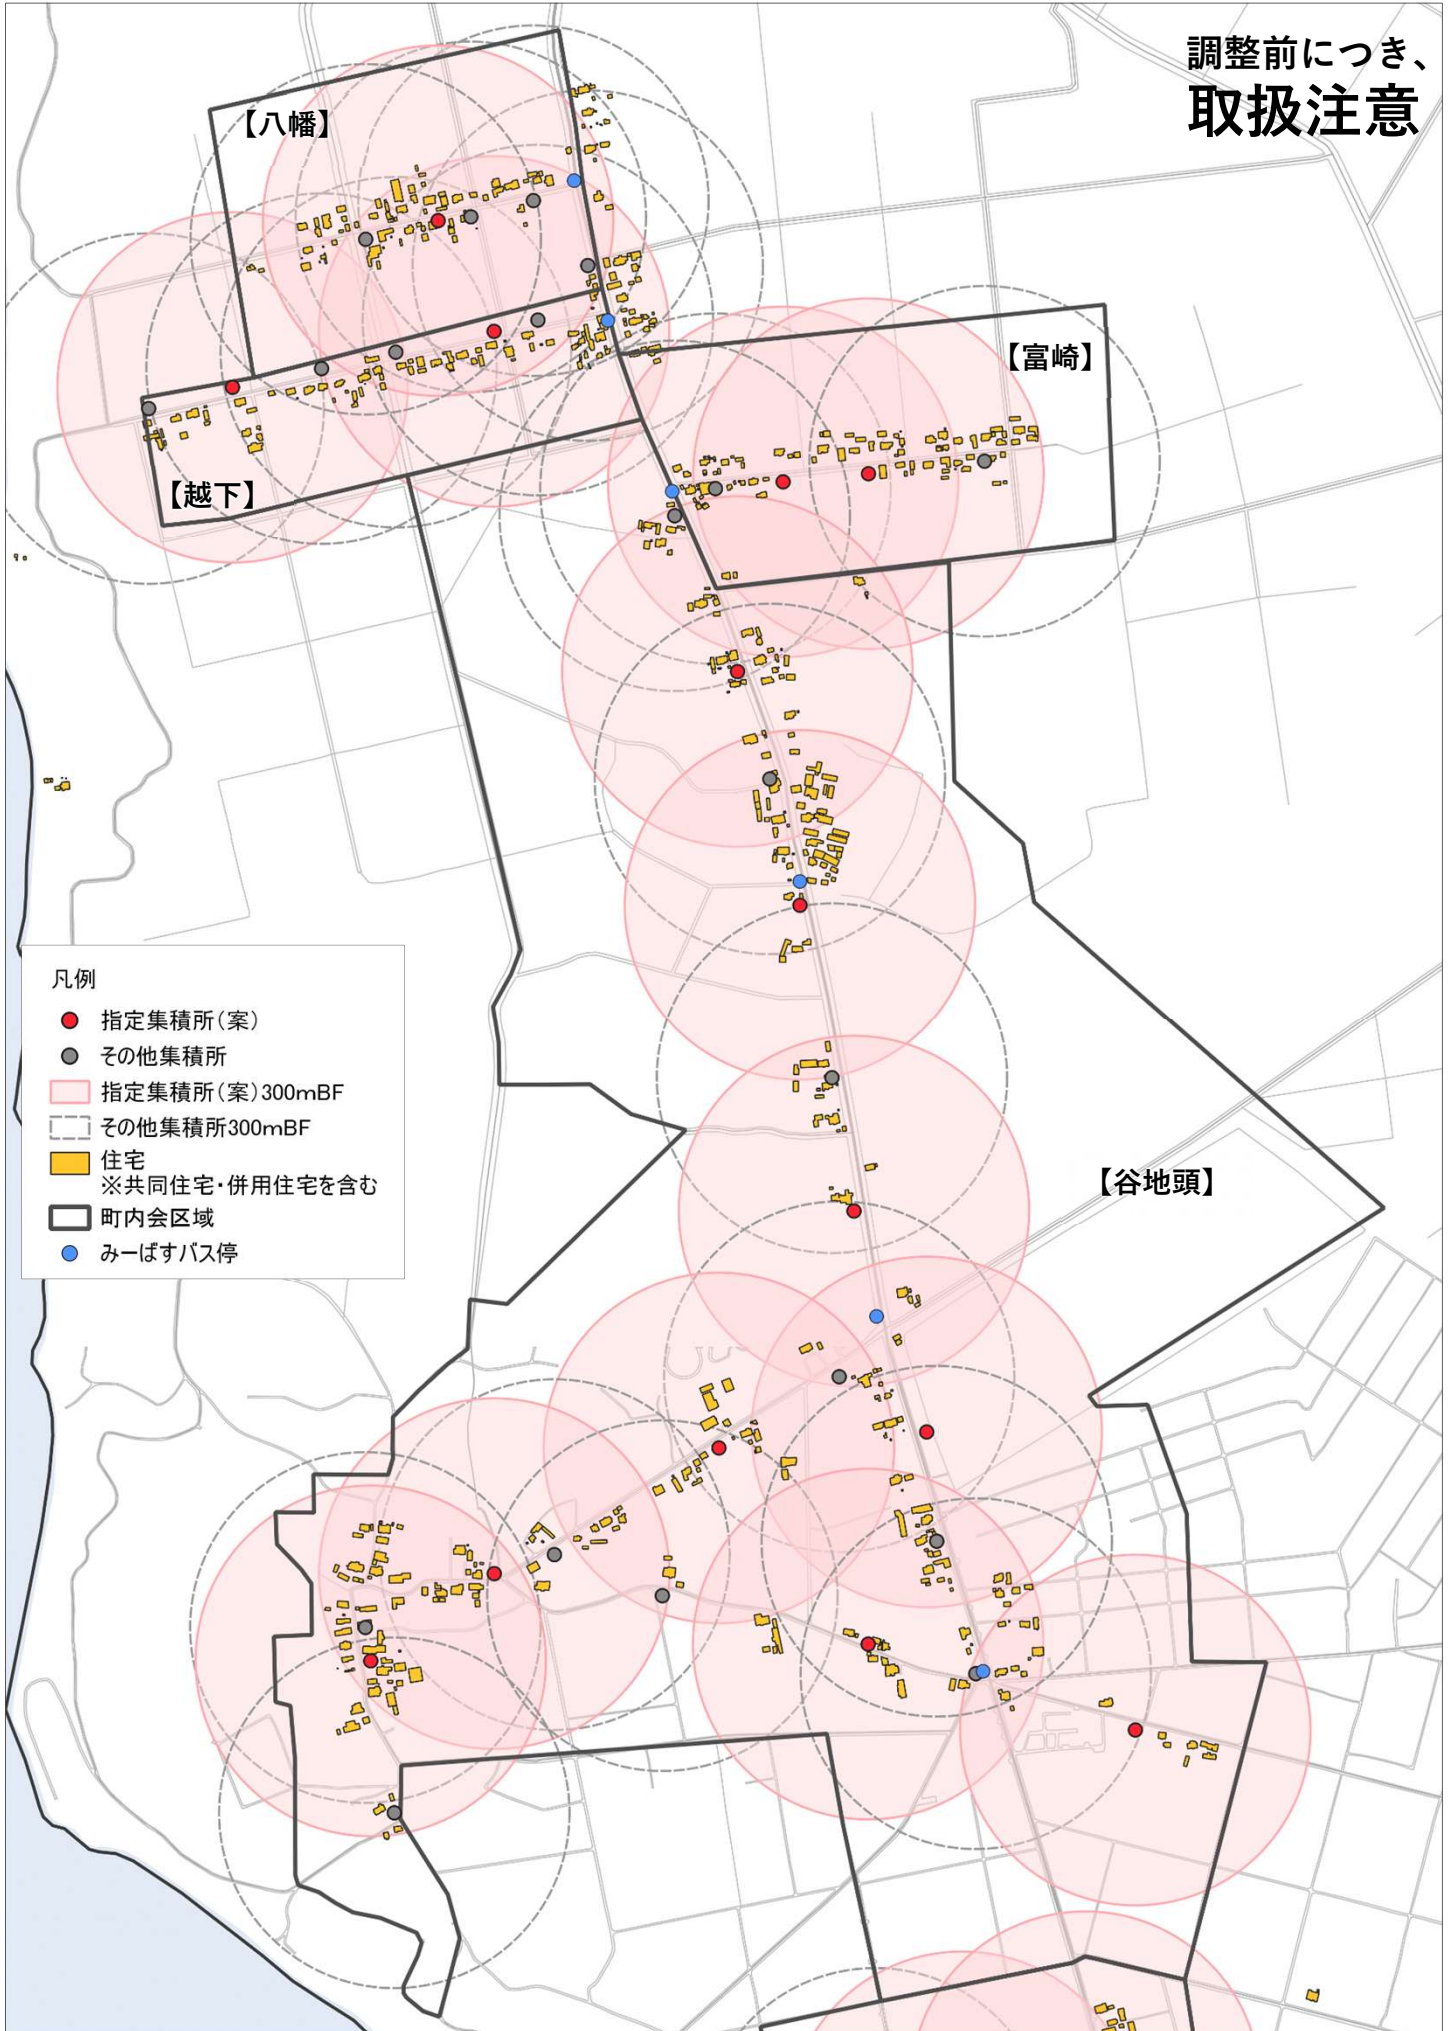 調整前につき、
取扱注意
【八幡】
【富崎】
【越下】
【谷地頭】
凡例
指定集積所（案）
その他集積所
指定集積所（案）300mBF
その他集積所300mBF
住宅
※共同住宅・併用住宅を含む
町内会区域
みーばすバス停